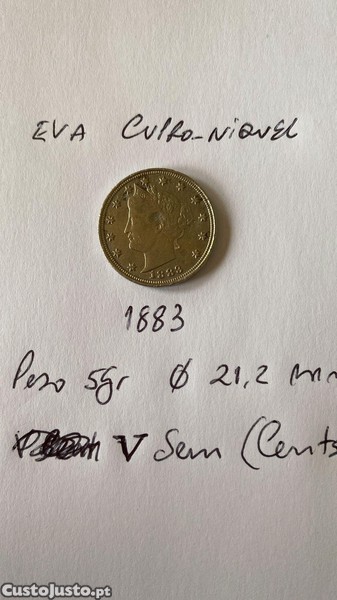 EVA CUPRO-NIQUEL
1883
1883
Peso 5gr Ø 21,2 mm
V Sem (Cents
CustoJusto.pt